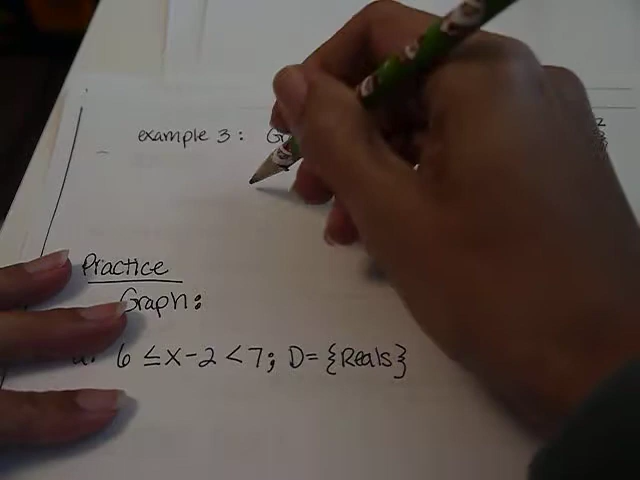 example 3:
Practice
Graph:
6 ≤ x - 2 < 7; D = {Reals}